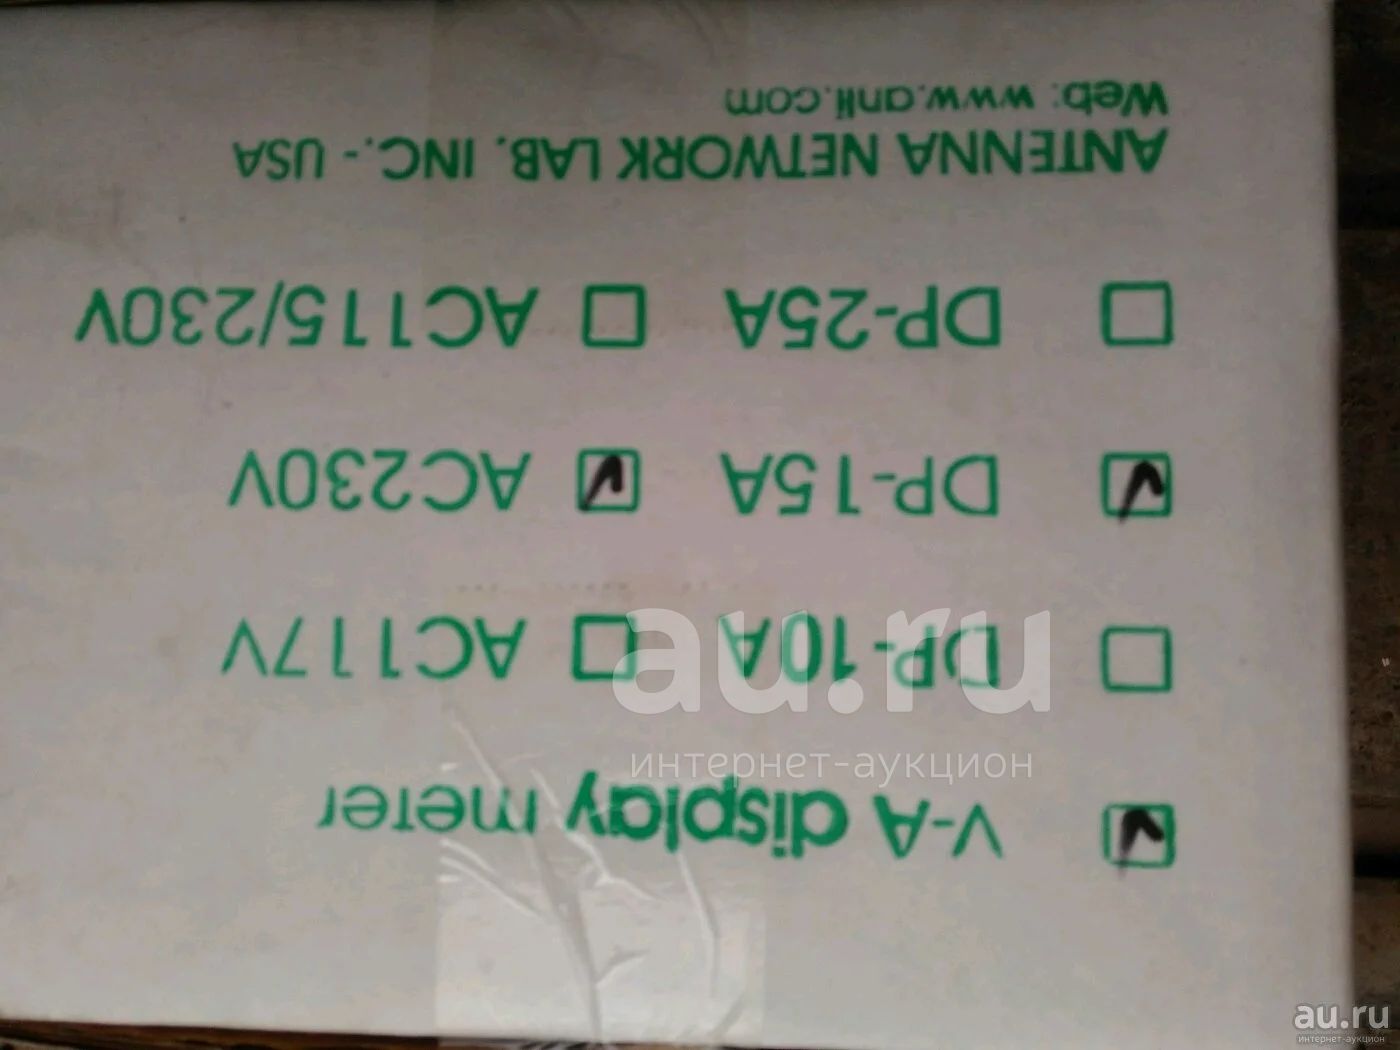 V-A display meter
DP-10A AC117V
DP-15A AC230V
DP-25A AC115/230V
ANTENNA NETWORK LAB. INC. - USA
Web: www.anli.com
au.ru
интернет-аукцион
au.ru
интернет-аукцион